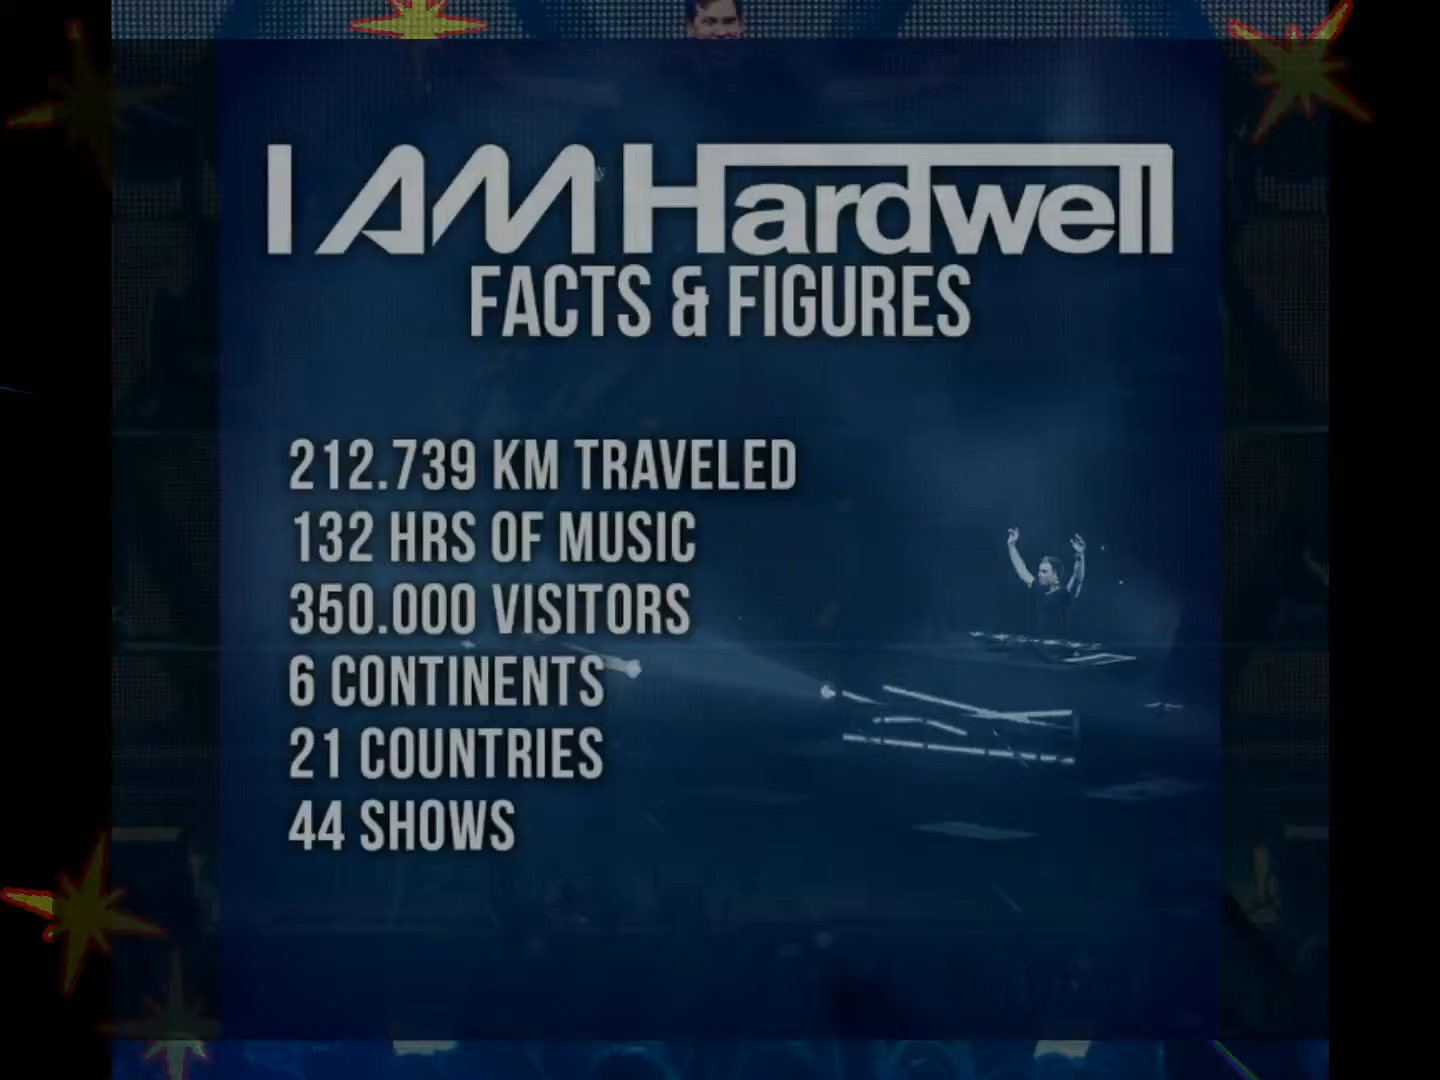 I AM Hardwell
FACTS & FIGURES
212.739 KM TRAVELED
132 HRS OF MUSIC
350.000 VISITORS
6 CONTINENTS
21 COUNTRIES
44 SHOWS